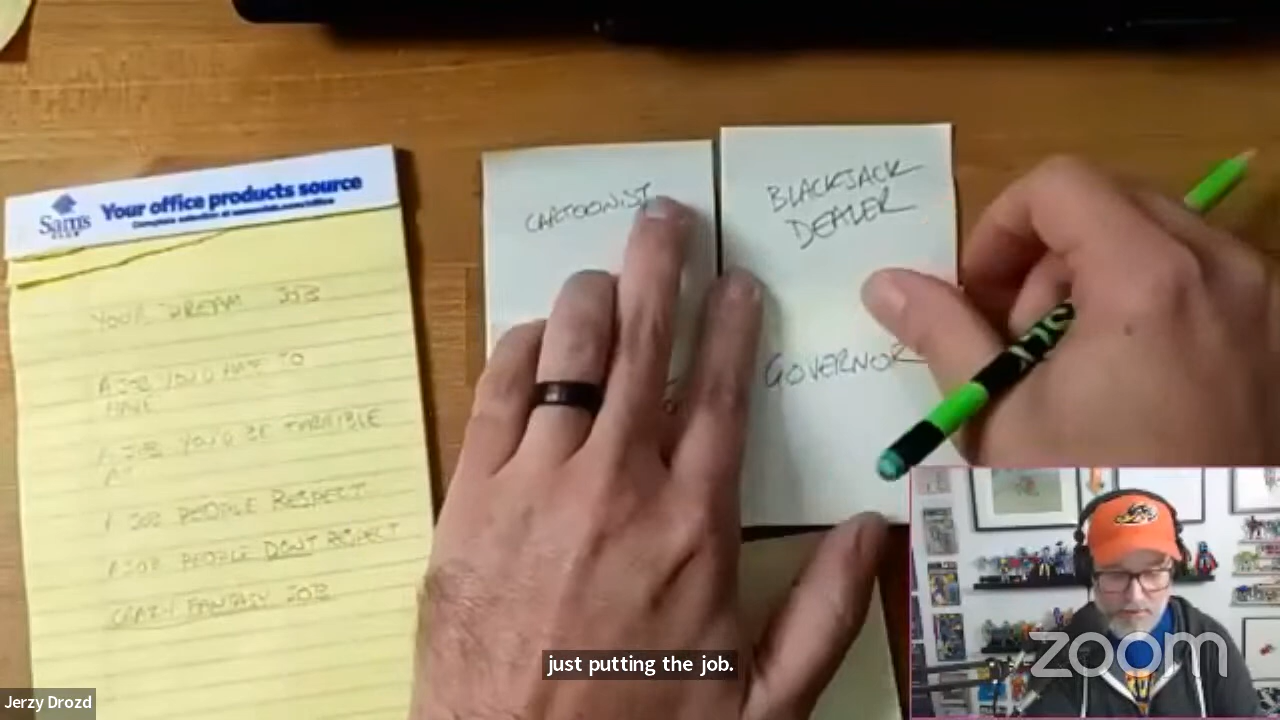 Sam's
CLUB
Your office products source
YOUR DREAM JOB
A JOB YOU'D HATE TO
HAVE
A JOB YOU'D BE TERRIBLE
AT
A JOB PEOPLE RESPECT
A JOB PEOPLE DON'T RESPECT
CRAZY FANTASY JOB
CARTOONIST
BLACKJACK
DEALER
GOVERNOR
just putting the job.
Jerzy Drozd
zoom